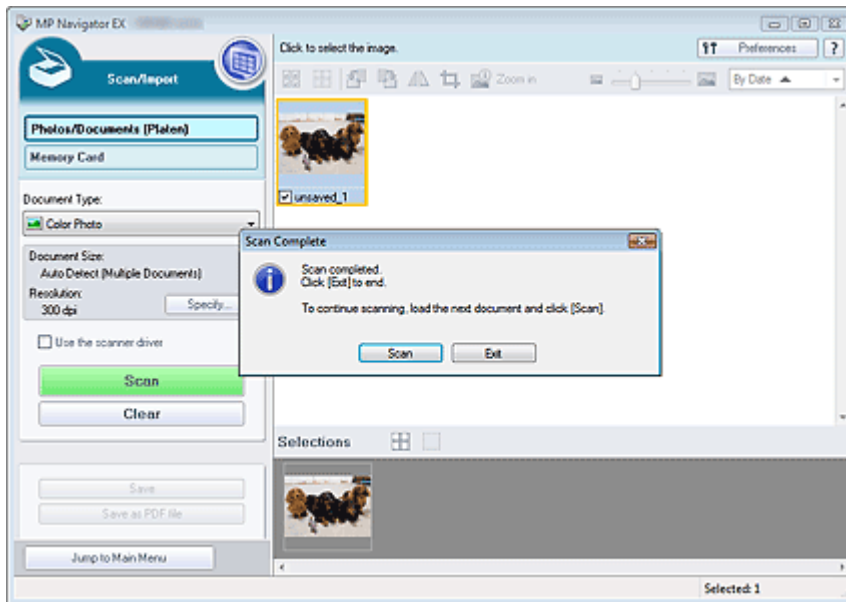 MP Navigator EX
Scan/Import
Photos/Documents (Platen)
Memory Card
Document Type:
Color Photo
Document Size:
Auto Detect (Multiple Documents)
Resolution:
300 dpi
Specify...
Use the scanner driver
Scan
Clear
Save
Save as PDF file
Jump to Main Menu
Click to select the image.
Preferences
?
Zoom in
By Date
unsaved_1
Scan Complete
Scan completed.
Click [Exit] to end.
To continue scanning, load the next document and click [Scan].
Scan
Exit
Selections
Selected: 1